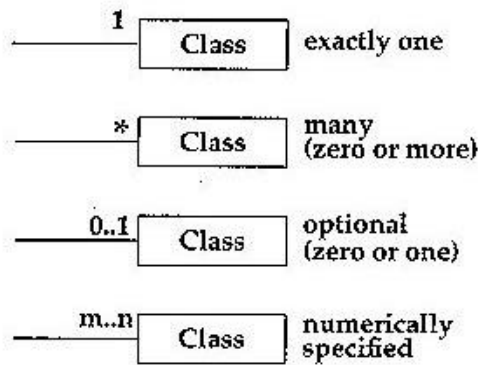 1
Class
exactly one
*
Class
many
(zero or more)
0..1
Class
optional
(zero or one)
m..n
Class
numerically
specified